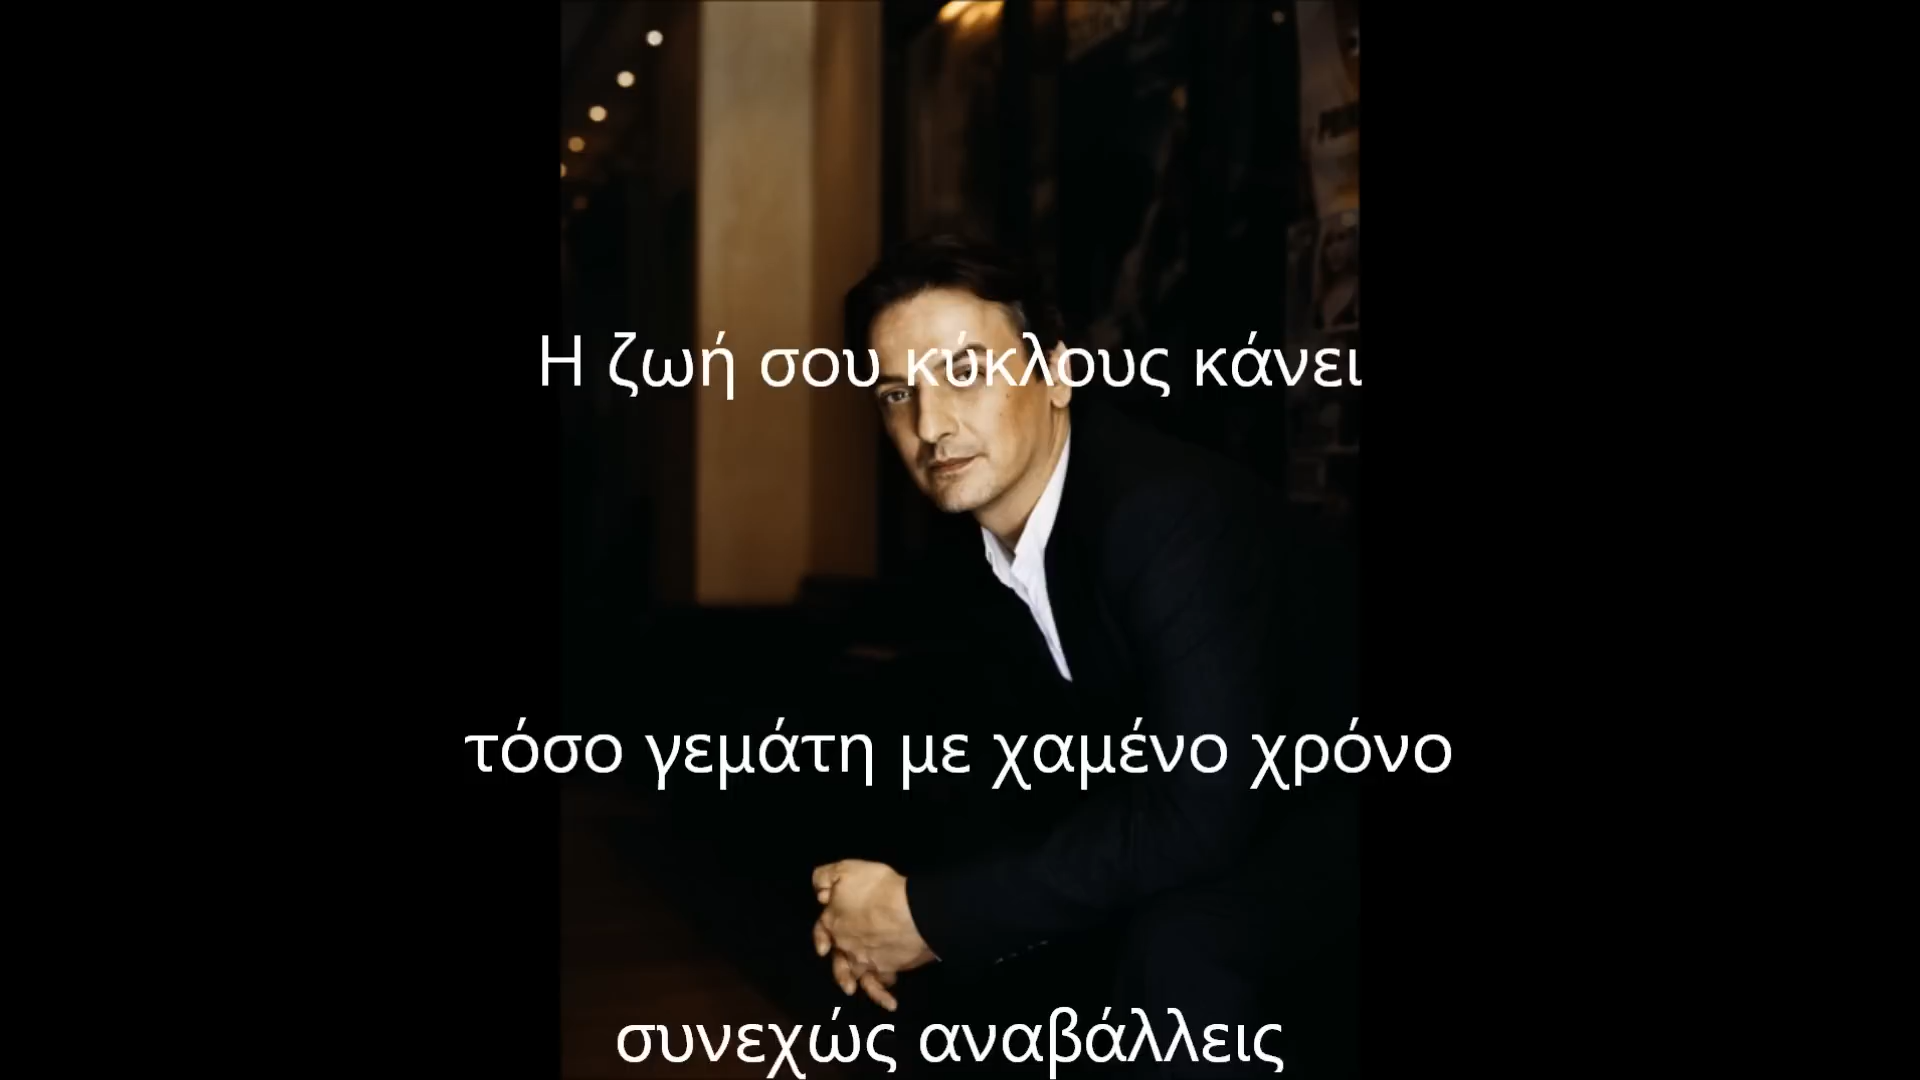 Η ζωή σου κύκλους κάνει
τόσο γεμάτη με χαμένο χρόνο
συνεχώς αναβάλλεις